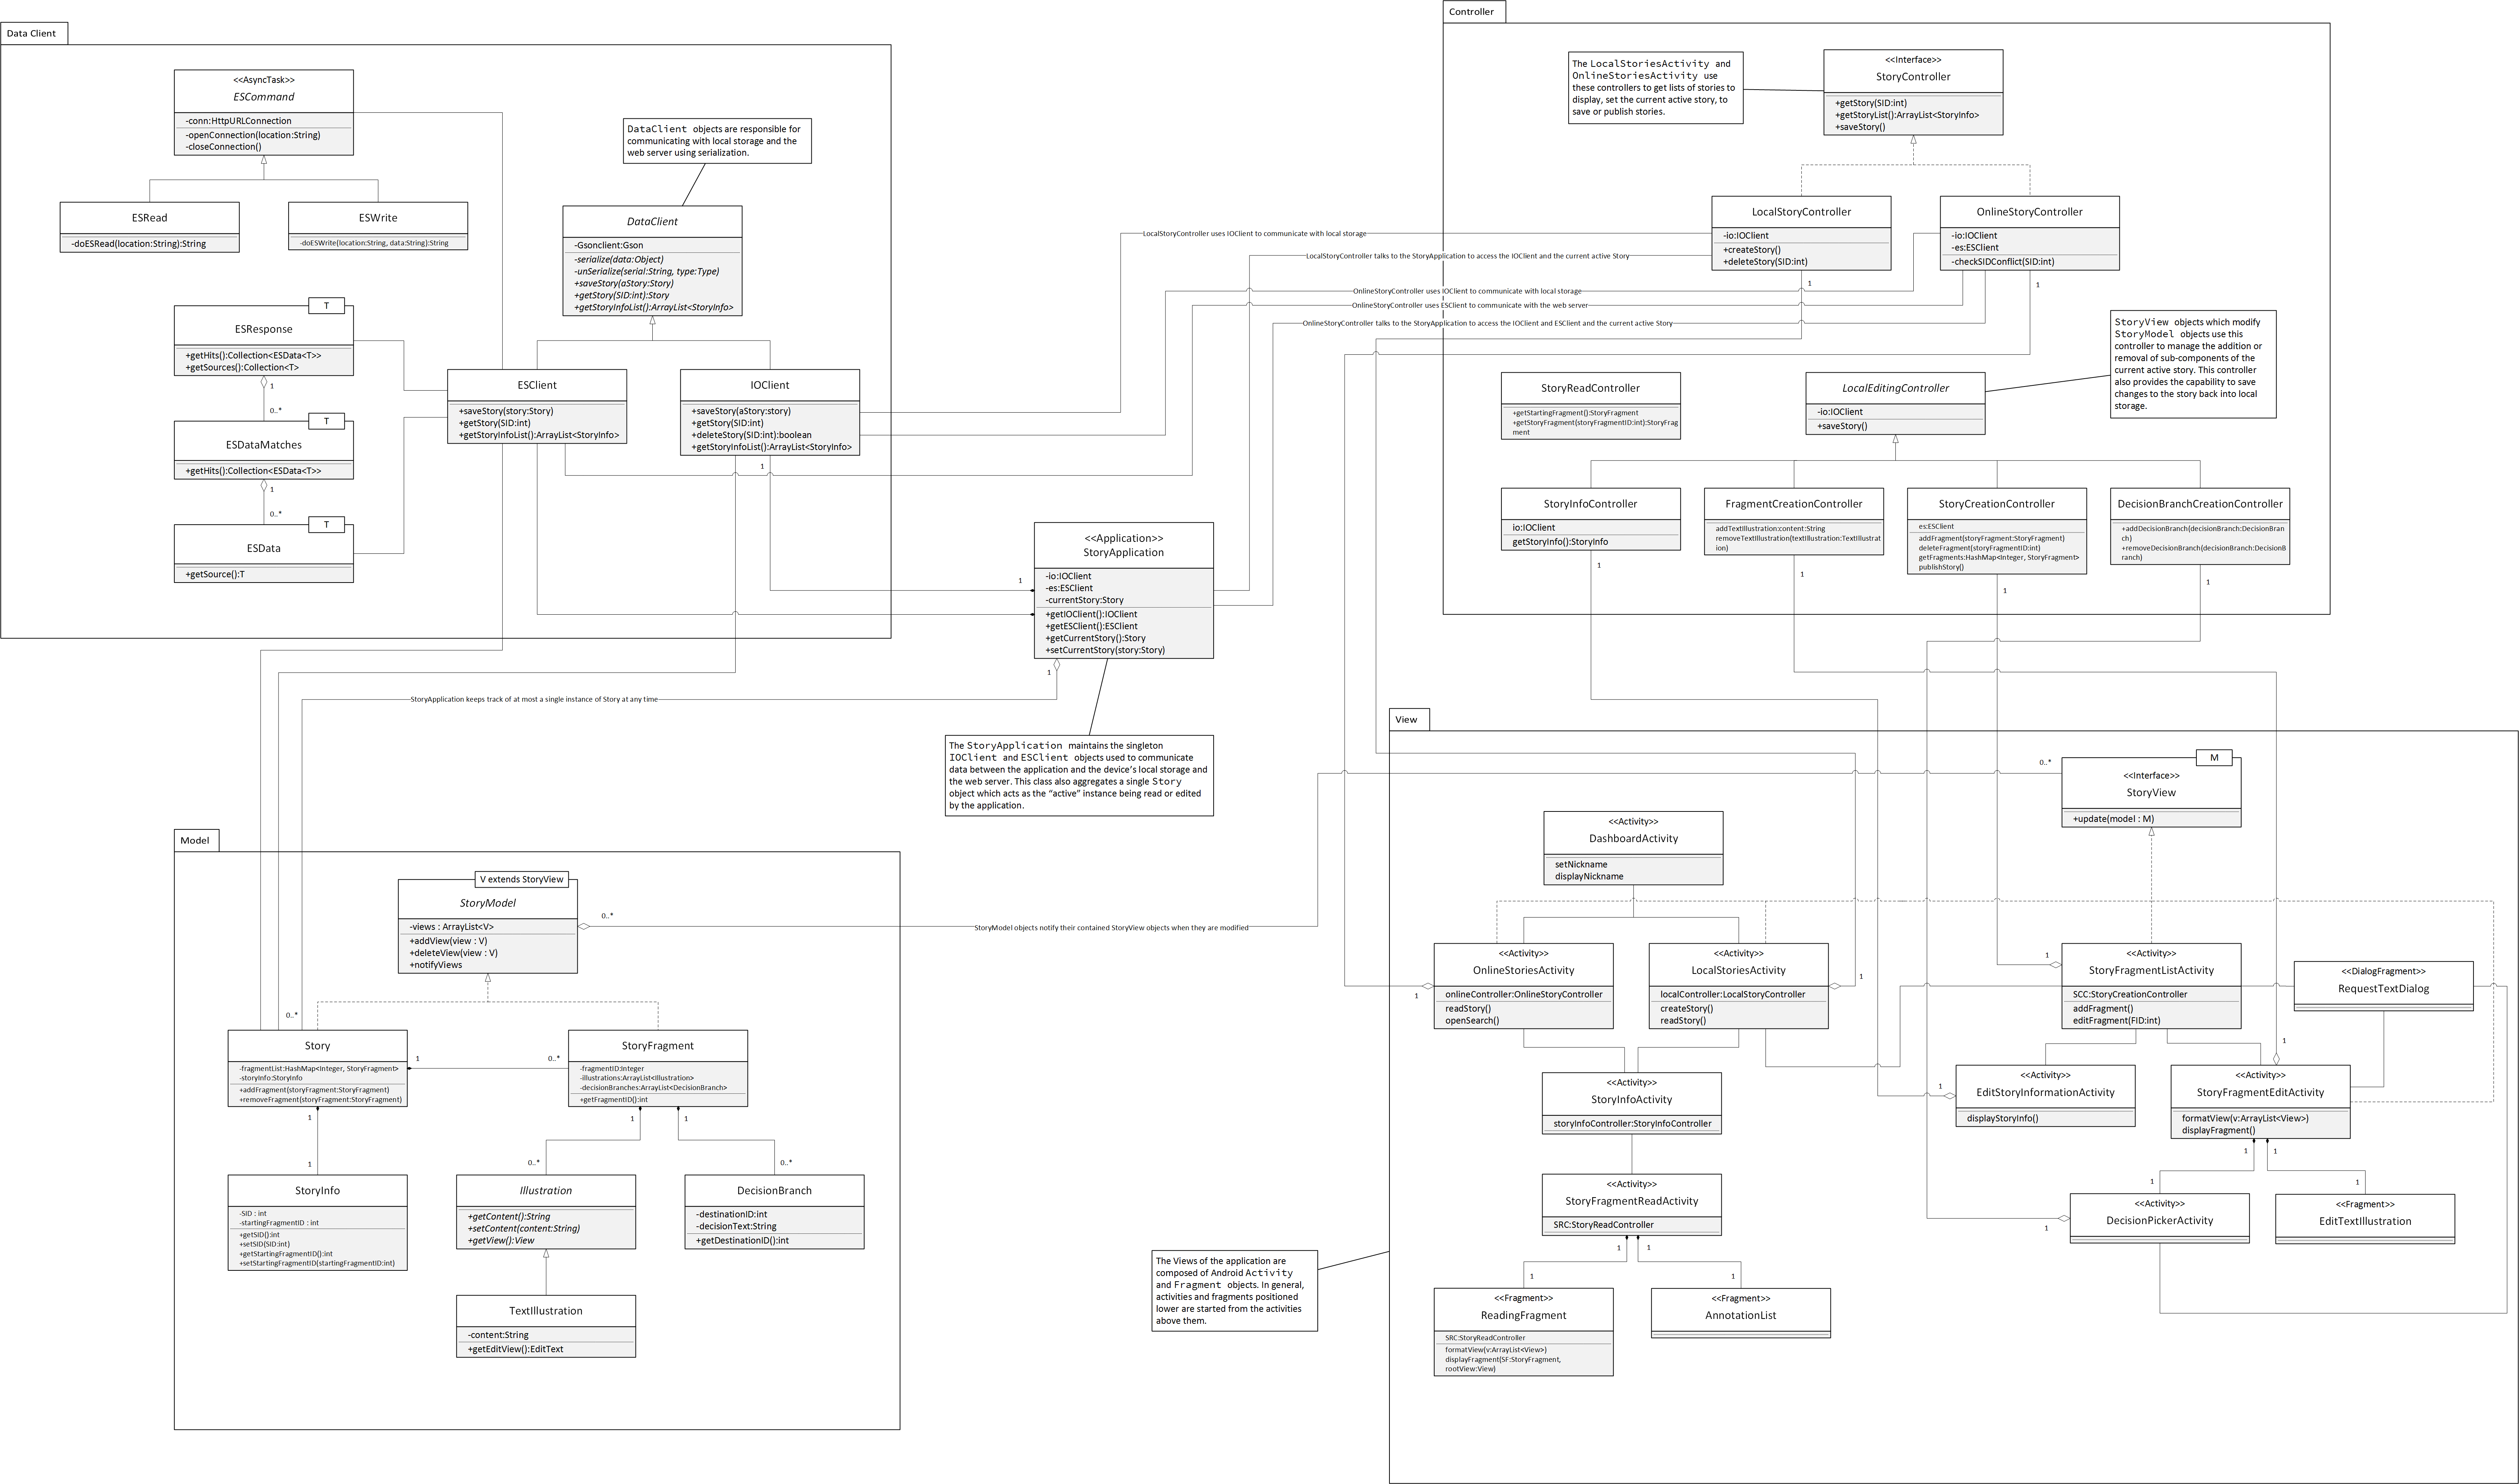 Data Client
<<AsyncTask>>
ESCommand
-conn:HttpURLConnection
-openConnection(location:String)
-closeConnection()
ESRead
-doESRead(location:String):String
ESWrite
-doESWrite(location:String, data:String):String
DataClient objects are responsible for
communicating with local storage and the
web server using serialization.
DataClient
-Gsonclient:Gson
-serialize(data:Object)
-unSerialize(serial:String, type:Type)
+saveStory(aStory:Story)
+getStory(SID:int):Story
+getStoryInfoList():ArrayList<StoryInfo>
T
ESResponse
+getHits():Collection<ESData<T>>
+getSources():Collection<T>
1
0..*
T
ESDataMatches
+getHits():Collection<ESData<T>>
1
0..*
T
ESData
+getSource():T
ESClient
+saveStory(story:Story)
+getStory(SID:int)
+getStoryInfoList():ArrayList<StoryInfo>
IOClient
+saveStory(aStory:story)
+getStory(SID:int)
+deleteStory(SID:int):boolean
+getStoryInfoList():ArrayList<StoryInfo>
1
1
<<Application>>
StoryApplication
-io:IOClient
-es:ESClient
-currentStory:Story
+getIOClient():IOClient
+getESClient():ESClient
+getCurrentStory():Story
+setCurrentStory(story:Story)
1
StoryApplication keeps track of at most a single instance of Story at any time
The StoryApplication maintains the singleton
IOClient and ESClient objects used to communicate
data between the application and the device's local storage and
the web server. This class also aggregates a single Story
object which acts as the "active" instance being read or edited
by the application.
LocalStoryController uses IOClient to communicate with local storage
LocalStoryController talks to the StoryApplication to access the IOClient and the current active Story
OnlineStoryController uses IOClient to communicate with local storage
OnlineStoryController uses ESClient to communicate with the web server
OnlineStoryController talks to the StoryApplication to access the IOClient and ESClient and the current active Story
Controller
The LocalStoriesActivity and
OnlineStoriesActivity use
these controllers to get lists of stories to
display, set the current active story, to
save or publish stories.
<<Interface>>
StoryController
+getStory(SID:int)
+getStoryList():ArrayList<StoryInfo>
+saveStory()
LocalStoryController
-io:IOClient
+createStory()
+deleteStory(SID:int)
1
OnlineStoryController
-io:IOClient
-es:ESClient
-checkSIDConflict(SID:int)
1
StoryView objects which modify
StoryModel objects use this
controller to manage the addition or
removal of sub-components of the
current active story. This controller
also provides the capability to save
changes to the story back into local
storage.
StoryReadController
+getStartingFragment():StoryFragment
+getStoryFragment(storyFragmentID:int):StoryFrag
ment
LocalEditingController
-io:IOClient
+saveStory()
StoryInfoController
io:IOClient
getStoryInfo():StoryInfo
1
FragmentCreationController
addTextIllustration:content:String
removeTextIllustration(textIllustration:TextIllustrat
ion)
1
StoryCreationController
es:ESClient
addFragment(storyFragment:StoryFragment)
deleteFragment(storyFragmentID:int)
getFragments:HashMap<Integer, StoryFragment>
publishStory()
1
DecisionBranchCreationController
+addDecisionBranch(decisionBranch:DecisionBran
ch)
+removeDecisionBranch(decisionBranch:DecisionB
ranch)
1
Model
V extends StoryView
StoryModel
-views : ArrayList<V>
+addView(view : V)
+deleteView(view : V)
+notifyViews
0..*
StoryModel objects notify their contained StoryView objects when they are modified
0..*
Story
-fragmentList:HashMap<Integer, StoryFragment>
-storyInfo:StoryInfo
+addFragment(storyFragment:StoryFragment)
+removeFragment(storyFragment:StoryFragment)
1
0..*
1
1
StoryFragment
-fragmentID:Integer
-illustrations:ArrayList<Illustration>
-decisionBranches:ArrayList<DecisionBranch>
+getFragmentID():int
1
1
0..*
0..*
StoryInfo
-SID : int
-startingFragmentID : int
+getSID():int
+setSID(SID:int)
+getStartingFragmentID():int
+setStartingFragmentID(startingFragmentID:int)
Illustration
+getContent():String
+setContent(content:String)
+getView():View
DecisionBranch
-destinationID:int
-decisionText:String
+getDestinationID():int
TextIllustration
-content:String
+getEditView():EditText
View
0..*
M
<<Interface>>
StoryView
+update(model : M)
<<Activity>>
DashboardActivity
setNickname
displayNickname
<<Activity>>
OnlineStoriesActivity
onlineController:OnlineStoryController
readStory()
openSearch()
1
<<Activity>>
LocalStoriesActivity
localController:LocalStoryController
createStory()
readStory()
1
1
<<Activity>>
StoryFragmentListActivity
SCC:StoryCreationController
addFragment()
editFragment(FID:int)
<<DialogFragment>>
RequestTextDialog
<<Activity>>
StoryInfoActivity
storyInfoController:StoryInfoController
1
<<Activity>>
EditStoryInformationActivity
displayStoryInfo()
1
<<Activity>>
StoryFragmentEditActivity
formatView(v:ArrayList<View>)
displayFragment()
1
1
1
1
<<Activity>>
StoryFragmentReadActivity
SRC:StoryReadController
1
1
1
1
<<Activity>>
DecisionPickerActivity
1
<<Fragment>>
EditTextIllustration
<<Fragment>>
ReadingFragment
SRC:StoryReadController
formatView(v:ArrayList<View>)
displayFragment(SF:StoryFragment,
rootView:View)
<<Fragment>>
AnnotationList
The Views of the application are
composed of Android Activity
and Fragment objects. In general,
activities and fragments positioned
lower are started from the activities
above them.